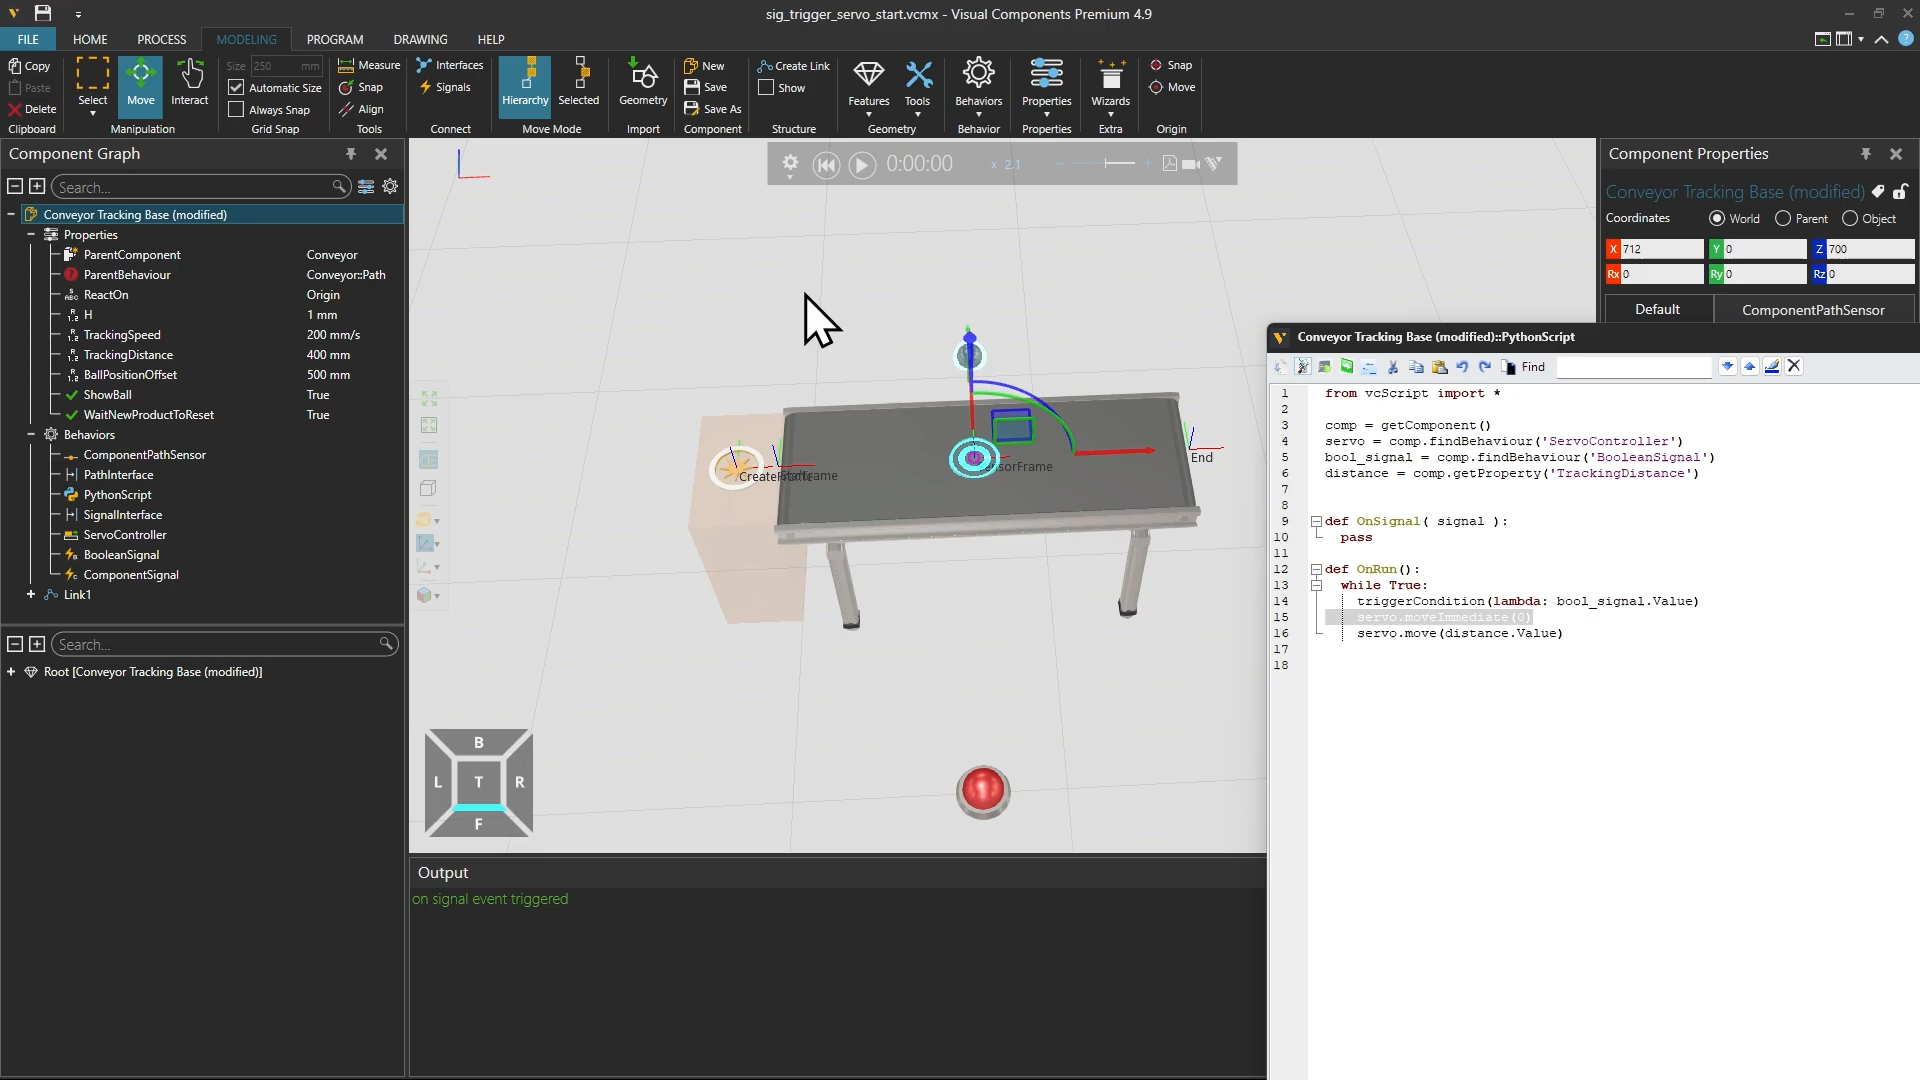 sig_trigger_servo_start.vcmx - Visual Components Premium 4.9
FILE HOME PROCESS MODELING PROGRAM DRAWING HELP
Copy
Paste
Delete
Clipboard
Select
Move
Interact
Manipulation
Size 250 mm
Automatic Size
Always Snap
Grid Snap
Measure
Snap
Align
Tools
Interfaces
Signals
Connect
Hierarchy
Selected
Move Mode
Geometry
Import
New
Save
Save As
Component
Create Link
Show
Structure
Features
Tools
Geometry
Behaviors
Behavior
Properties
Properties
Wizards
Extra
Snap
Move
Origin
Component Graph
Search...
Conveyor Tracking Base (modified)
Properties
ParentComponent Conveyor
ParentBehaviour Conveyor::Path
ReactOn Origin
H 1 mm
TrackingSpeed 200 mm/s
TrackingDistance 400 mm
BallPositionOffset 500 mm
ShowBall True
WaitNewProductToReset True
Behaviors
ComponentPathSensor
PathInterface
PythonScript
SignalInterface
ServoController
BooleanSignal
ComponentSignal
Link1
Search...
Root [Conveyor Tracking Base (modified)]
0:00:00 x 2.1
End
B
L T R
F
Output
on signal event triggered
Component Properties
Conveyor Tracking Base (modified)
Coordinates World Parent Object
X 712 Y 0 Z 700
Rx 0 Ry 0 Rz 0
Default ComponentPathSensor
Conveyor Tracking Base (modified)::PythonScript
Find
1 from vcScript import *
2
3 comp = getComponent()
4 servo = comp.findBehaviour('ServoController')
5 bool_signal = comp.findBehaviour('BooleanSignal')
6 distance = comp.getProperty('TrackingDistance')
7
8
9 def OnSignal( signal ):
10 pass
11
12 def OnRun():
13 while True:
14 triggerCondition(lambda: bool_signal.Value)
15 servo.moveImmediate(0)
16 servo.move(distance.Value)
17
18